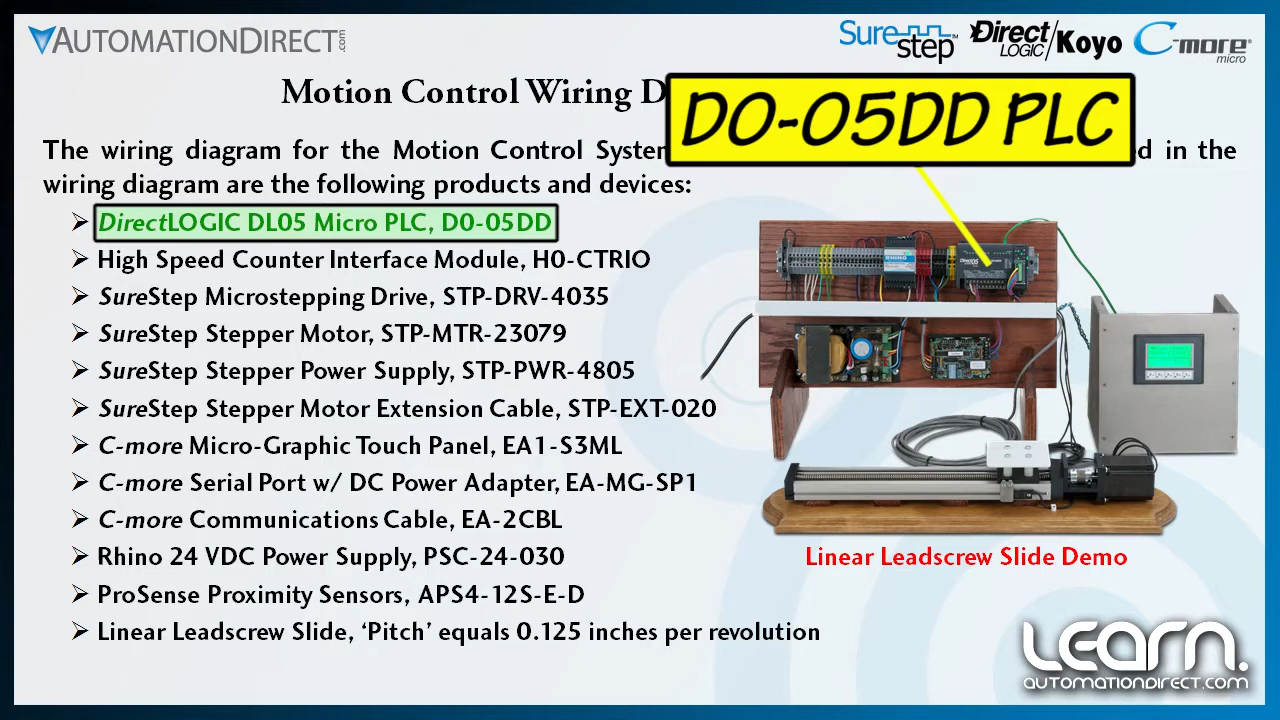 AUTOMATIONDIRECT.com
Surestep™ DirectLOGIC/Koyo C-more micro
Motion Control Wiring D
D0-05DD PLC
The wiring diagram for the Motion Control System d in the
wiring diagram are the following products and devices:
➢ DirectLOGIC DL05 Micro PLC, D0-05DD
➢ High Speed Counter Interface Module, H0-CTRIO
➢ SureStep Microstepping Drive, STP-DRV-4035
➢ SureStep Stepper Motor, STP-MTR-23079
➢ SureStep Stepper Power Supply, STP-PWR-4805
➢ SureStep Stepper Motor Extension Cable, STP-EXT-020
➢ C-more Micro-Graphic Touch Panel, EA1-S3ML
➢ C-more Serial Port w/ DC Power Adapter, EA-MG-SP1
➢ C-more Communications Cable, EA-2CBL
➢ Rhino 24 VDC Power Supply, PSC-24-030
➢ ProSense Proximity Sensors, APS4-12S-E-D
➢ Linear Leadscrew Slide, ‘Pitch’ equals 0.125 inches per revolution
RHINO
Linear Leadscrew Slide Demo
LEARN.
AUTOMATIONDIRECT.COM